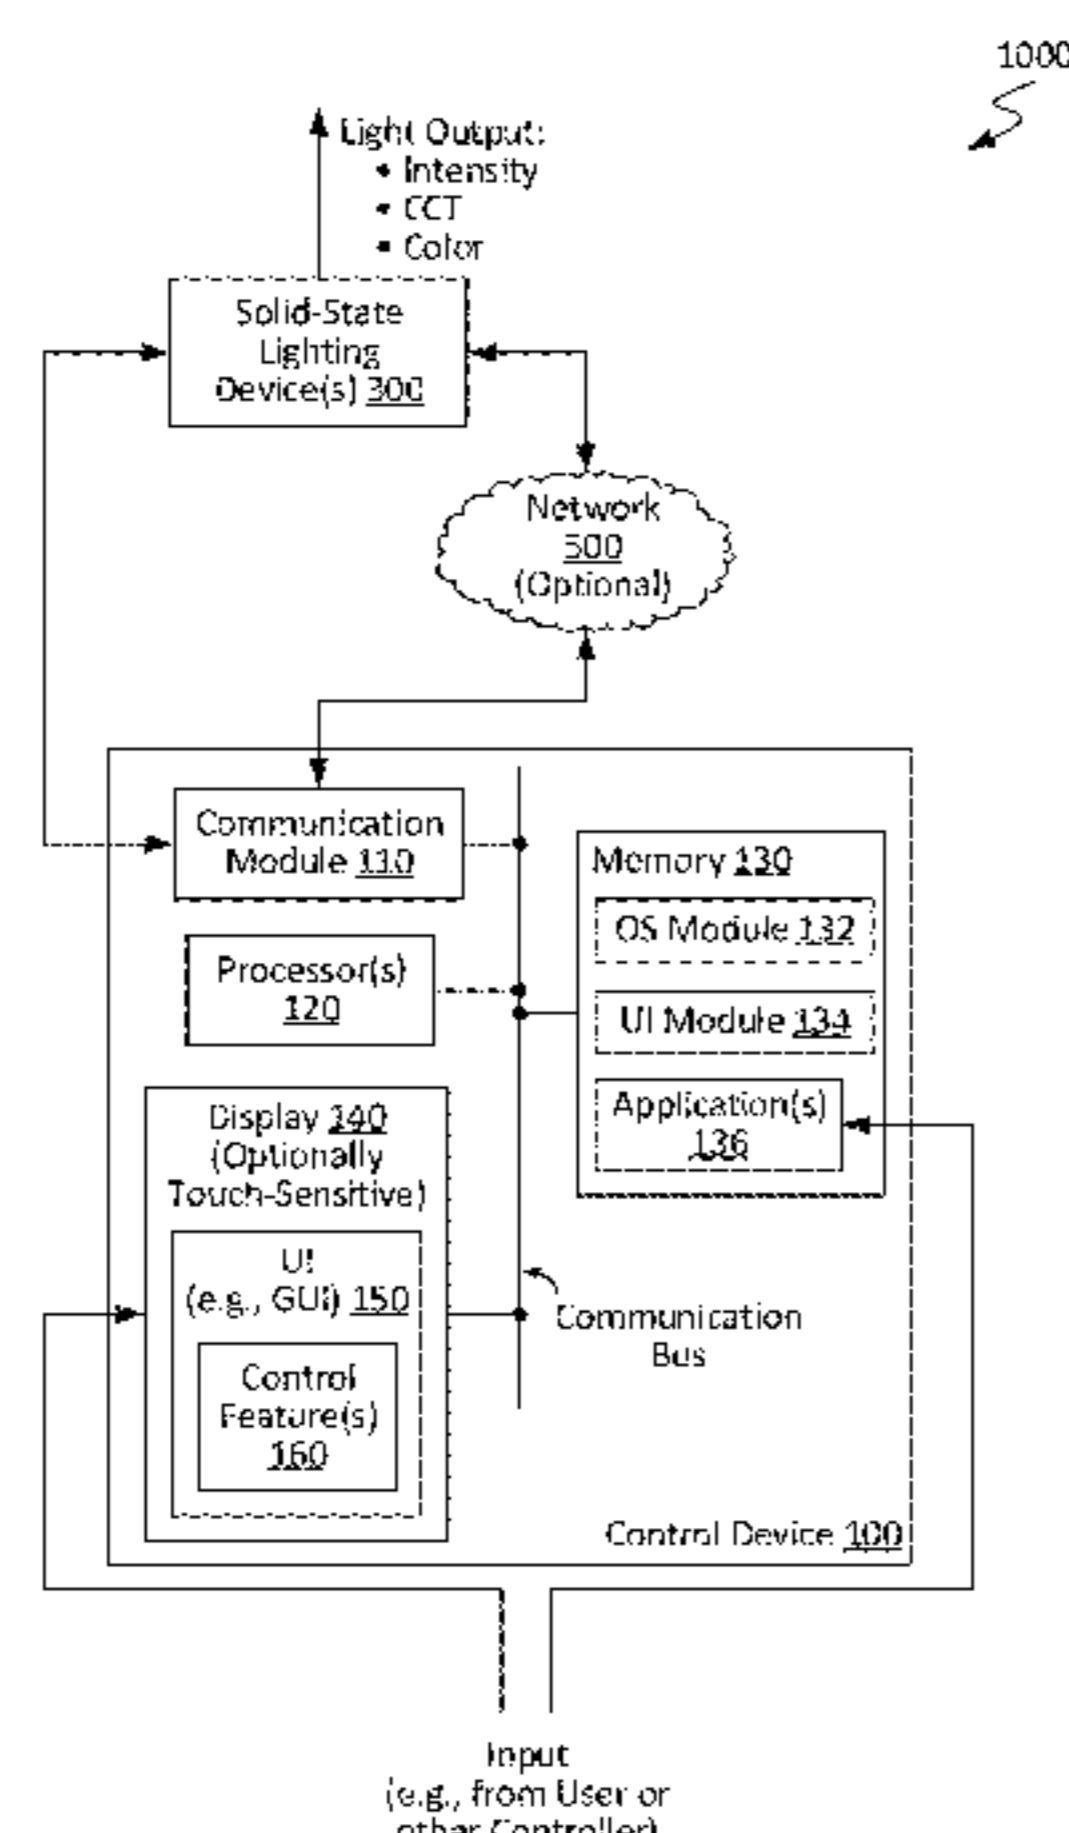 1000
Light Output:
• Intensity
• CCT
• Color
Solid-State
Lighting
Device(s) 300
Network
500
(Optional)
Communication
Module 110
Memory 130
OS Module 132
UI Module 134
Application(s)
136
Processor(s)
120
Display 140
(Optionally
Touch-Sensitive)
UI
(e.g., GUI) 150
Control
Feature(s)
160
Communication
Bus
Control Device 100
Input
(e.g., from User or
other Controller)